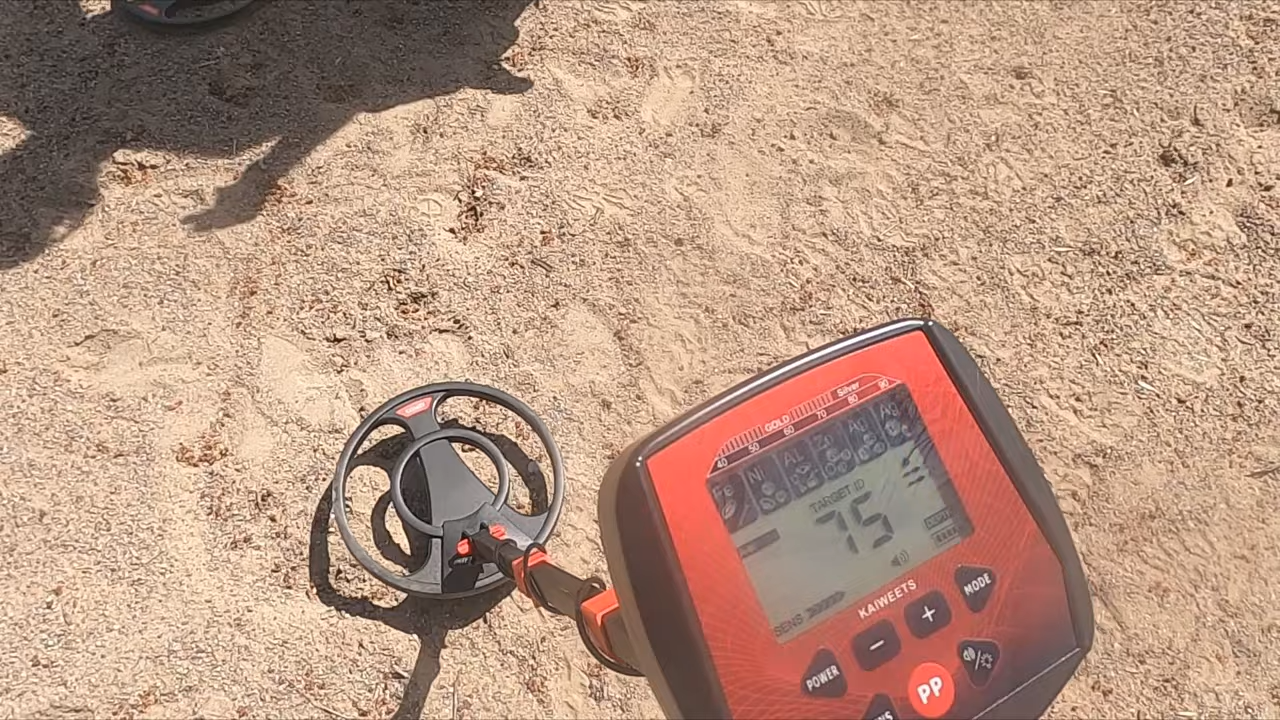 GOLD Silver
40 50 60 70 80 90
Fe Ni AL Zn Ag Ag
TARGET ID
75
DEPTH
SENS
KAIWEETS
POWER - + MODE
PP